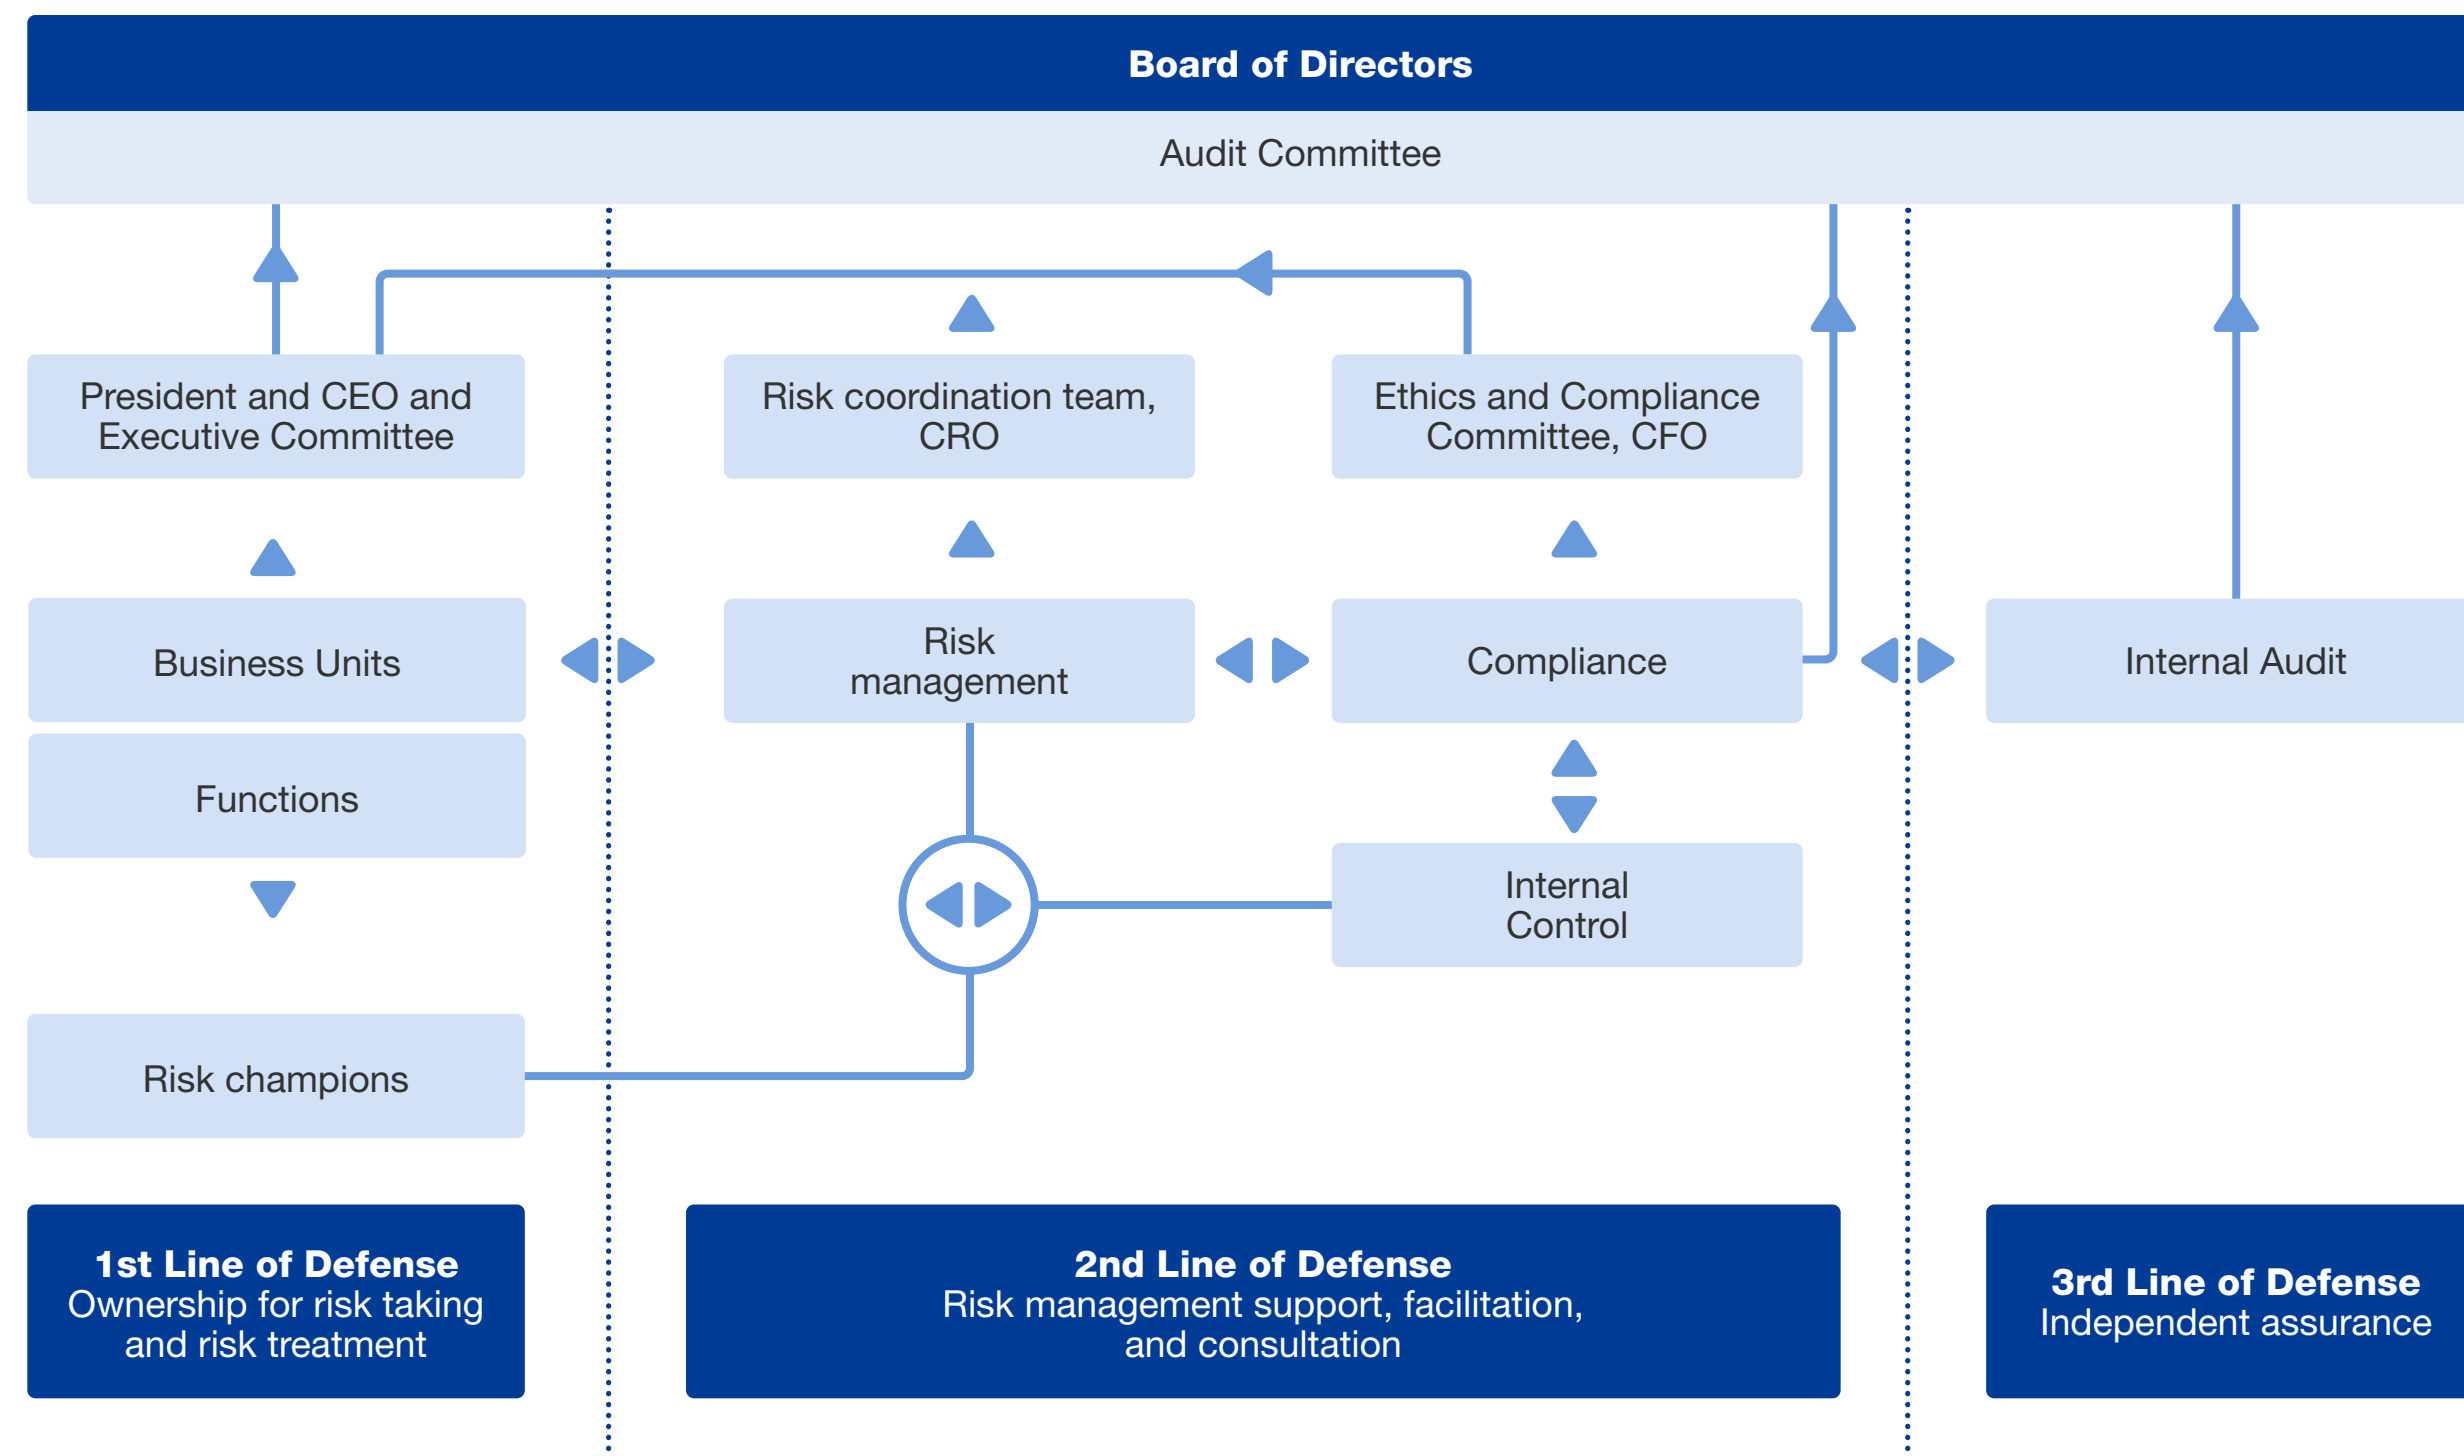 Board of Directors
Audit Committee
President and CEO and
Executive Committee
Risk coordination team,
CRO
Ethics and Compliance
Committee, CFO
Business Units
Risk
management
Compliance
Internal Audit
Functions
Internal
Control
Risk champions
1st Line of Defense
Ownership for risk taking
and risk treatment
2nd Line of Defense
Risk management support, facilitation,
and consultation
3rd Line of Defense
Independent assurance